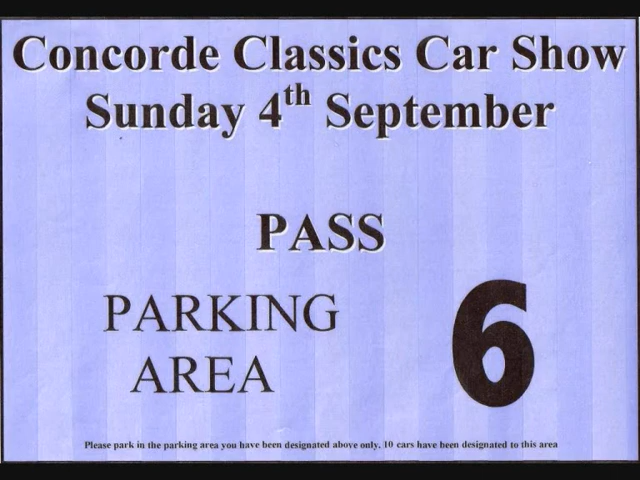 Concorde Classics Car Show
Sunday 4th September
PASS
PARKING
AREA
6
Please park in the parking area you have been designated above only. 10 cars have been designated to this area